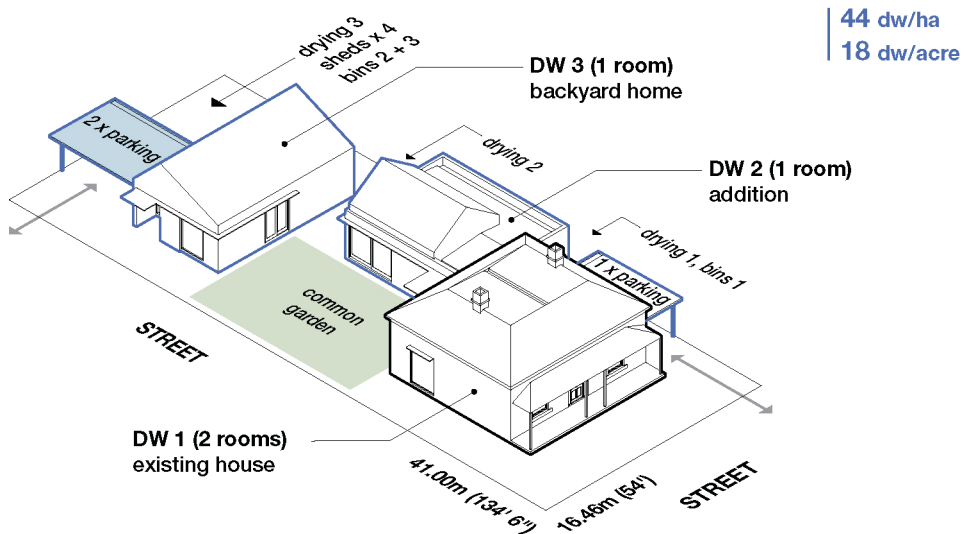 44 dw/ha
18 dw/acre
drying 3
sheds x 4
bins 2 + 3
DW 3 (1 room)
backyard home
2 x parking
drying 2
DW 2 (1 room)
addition
drying 1, bins 1
1 x parking
common
garden
STREET
DW 1 (2 rooms)
existing house
41.00m (134' 6")
16.46m (54')
STREET